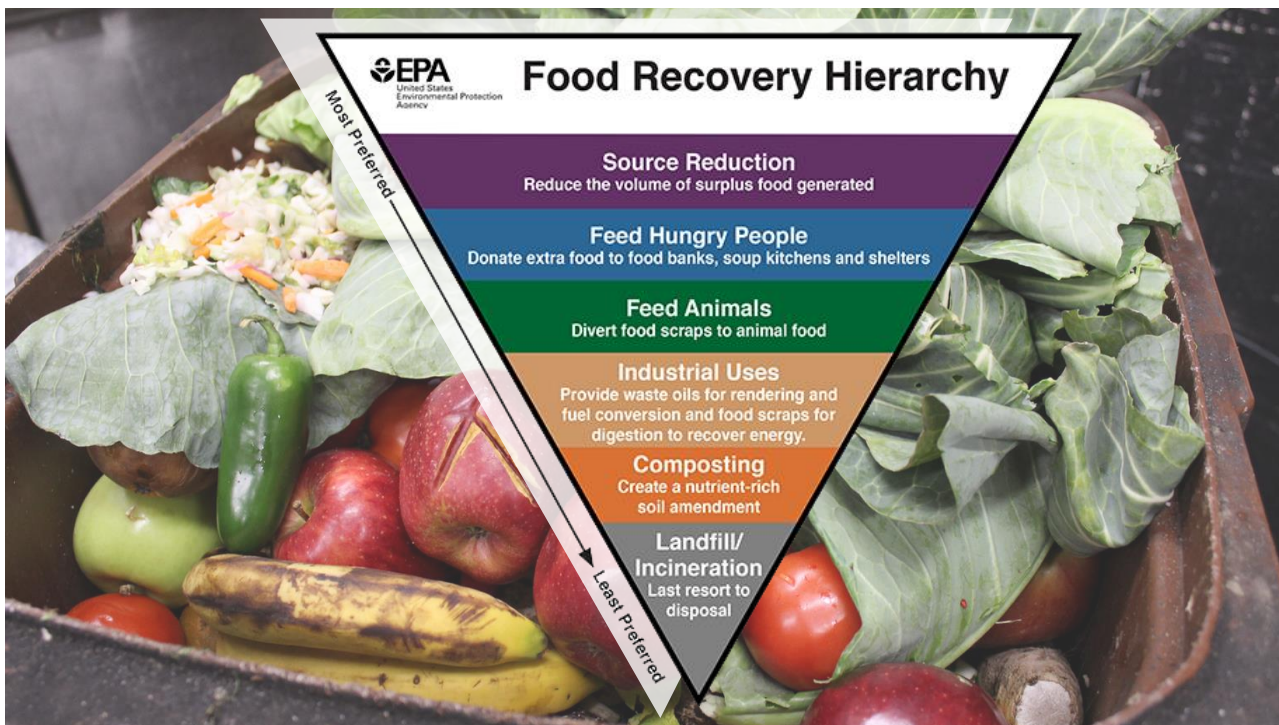 EPA
United States
Environmental Protection
Agency
Food Recovery Hierarchy
Most Preferred
Source Reduction
Reduce the volume of surplus food generated
Feed Hungry People
Donate extra food to food banks, soup kitchens and shelters
Feed Animals
Divert food scraps to animal food
Industrial Uses
Provide waste oils for rendering and
fuel conversion and food scraps for
digestion to recover energy.
Composting
Create a nutrient-rich
soil amendment
Landfill/
Incineration
Last resort to
disposal
Least Preferred